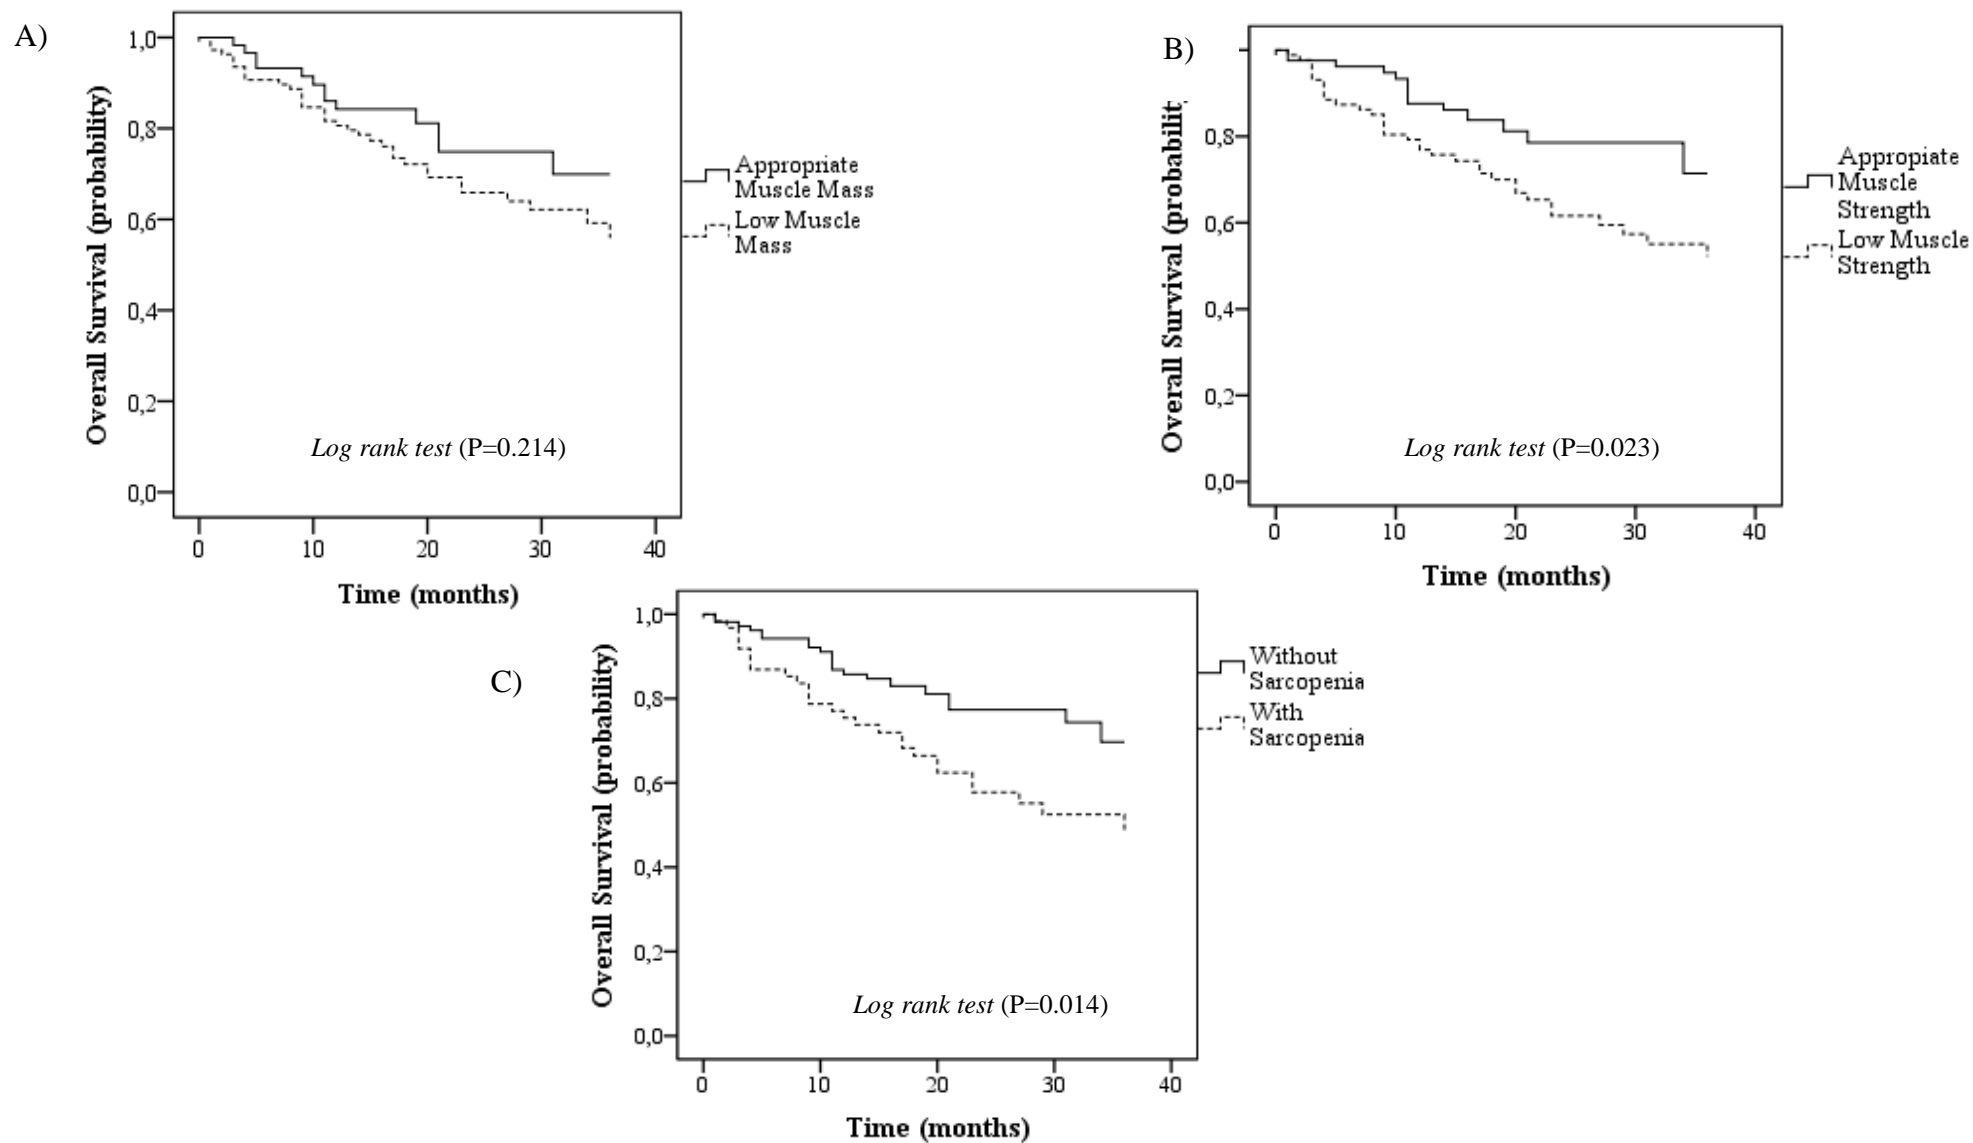 A)
Overall Survival (probability)
1,0
0,8
0,6
0,4
0,2
0,0
Log rank test (P=0.214)
0 10 20 30 40
Time (months)
Appropriate
Muscle Mass
Low Muscle
Mass
B)
Overall Survival (probabilit
0,8
0,6
0,4
0,2
0,0
Log rank test (P=0.023)
0 10 20 30 40
Time (months)
Appropiate
Muscle
Strength
Low Muscle
Strength
C)
Overall Survival (probability)
1,0
0,8
0,6
0,4
0,2
0,0
Log rank test (P=0.014)
0 10 20 30 40
Time (months)
Without
Sarcopenia
With
Sarcopenia